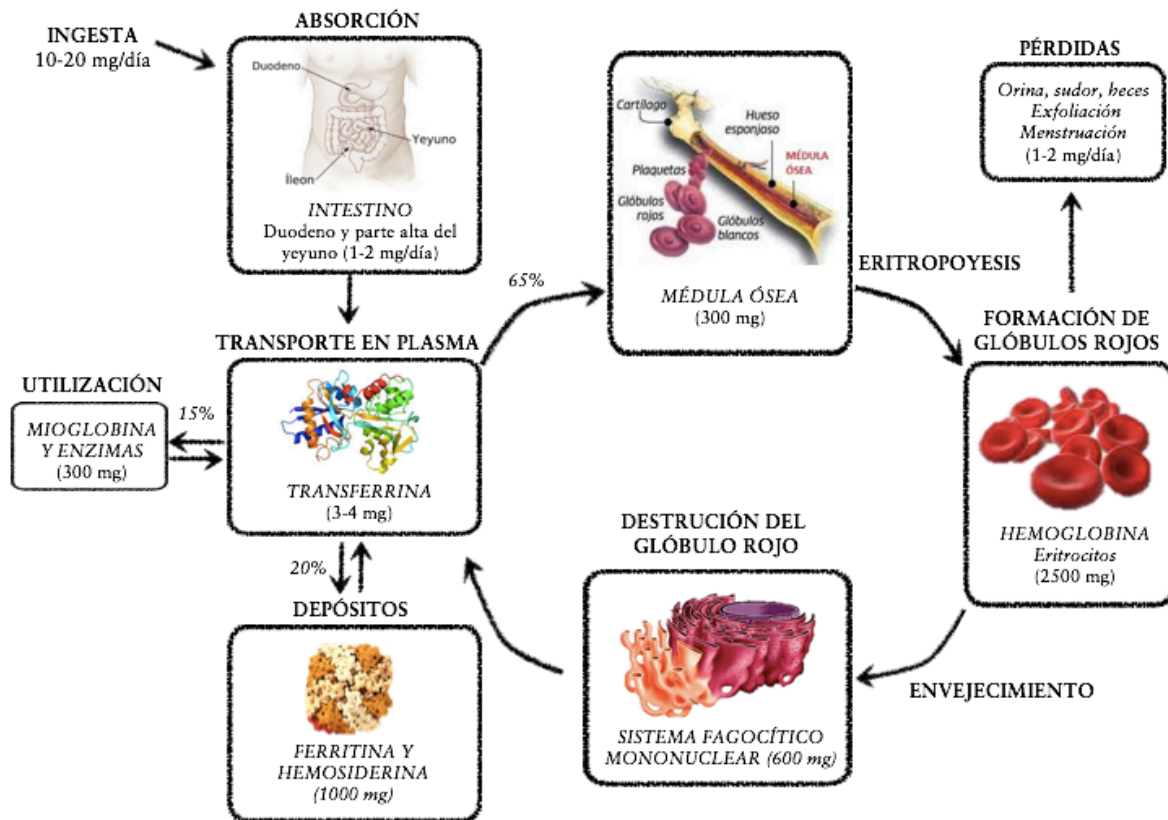 INGESTA
10-20 mg/día
ABSORCIÓN
Duodeno
Yeyuno
Íleon
INTESTINO
Duodeno y parte alta del
yeyuno (1-2 mg/día)
65%
Cartílago
Hueso
esponjoso
MÉDULA
ÓSEA
Plaquetas
Glóbulos
rojos
Glóbulos
blancos
MÉDULA ÓSEA
(300 mg)
ERITROPOYESIS
PÉRDIDAS
Orina, sudor, heces
Exfoliación
Menstruación
(1-2 mg/día)
FORMACIÓN DE
GLÓBULOS ROJOS
HEMOGLOBINA
Eritrocitos
(2500 mg)
TRANSPORTE EN PLASMA
TRANSFERRINA
(3-4 mg)
UTILIZACIÓN
15%
MIOGLOBINA
Y ENZIMAS
(300 mg)
20%
DEPÓSITOS
FERRITINA Y
HEMOSIDERINA
(1000 mg)
DESTRUCIÓN DEL
GLÓBULO ROJO
SISTEMA FAGOCÍTICO
MONONUCLEAR (600 mg)
ENVEJECIMIENTO